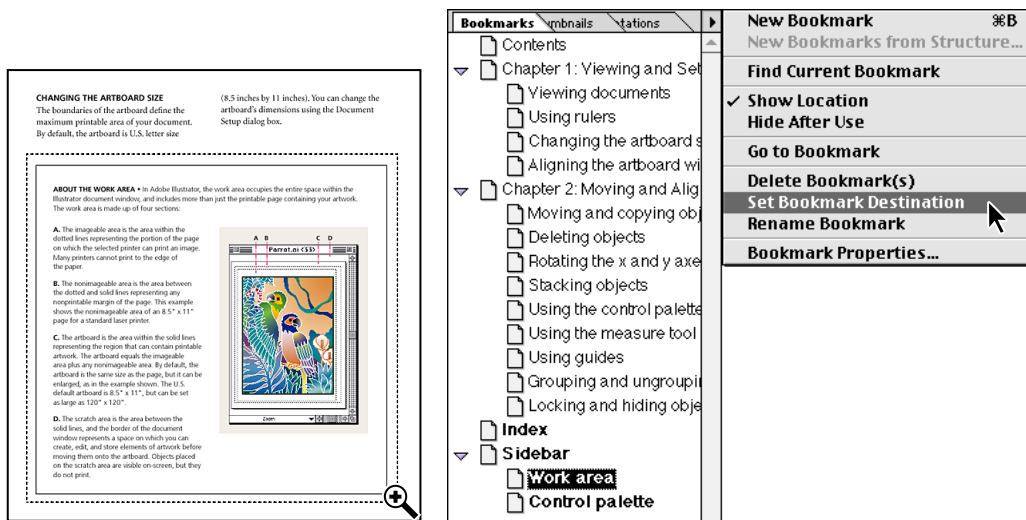 CHANGING THE ARTBOARD SIZE
The boundaries of the artboard define the
maximum printable area of your document.
By default, the artboard is U.S. letter size
(8.5 inches by 11 inches). You can change the
artboard's dimensions using the Document
Setup dialog box.
ABOUT THE WORK AREA • In Adobe Illustrator, the work area occupies the entire space within the
Illustrator document window, and includes more than just the printable page containing your artwork.
The work area is made up of four sections:
A. The imageable area is the area within the
dotted lines representing the portion of the page
on which the selected printer can print an image.
Many printers cannot print to the edge of
the paper.
B. The nonimageable area is the area between
the dotted and solid lines representing any
nonprintable margin of the page. This example
shows the nonimageable area of an 8.5" x 11"
page for a standard laser printer.
C. The artboard is the area within the solid lines
representing the region that can contain printable
artwork. The artboard equals the imageable
area plus any nonimageable area. By default, the
artboard is the same size as the page, but it can be
enlarged, as in the example shown. The U.S.
default artboard is 8.5" x 11", but can be set
as large as 120" x 120".
D. The scratch area is the area between the
solid lines, and the border of the document
window represents a space on which you can
create, edit, and store elements of artwork before
moving them onto the artboard. Objects placed
on the scratch area are visible on-screen, but they
do not print.
A B C D
Parrot.ai (33)
Zoom
Bookmarks umbnails tations
Contents
Chapter 1: Viewing and Set
Viewing documents
Using rulers
Changing the artboard s
Aligning the artboard wi
Chapter 2: Moving and Alig
Moving and copying obj
Deleting objects
Rotating the x and y axe
Stacking objects
Using the control palette
Using the measure tool
Using guides
Grouping and ungroupi
Locking and hiding obje
Index
Sidebar
Work area
Control palette
New Bookmark ⌘B
New Bookmarks from Structure...
Find Current Bookmark
✓ Show Location
Hide After Use
Go to Bookmark
Delete Bookmark(s)
Set Bookmark Destination
Rename Bookmark
Bookmark Properties...